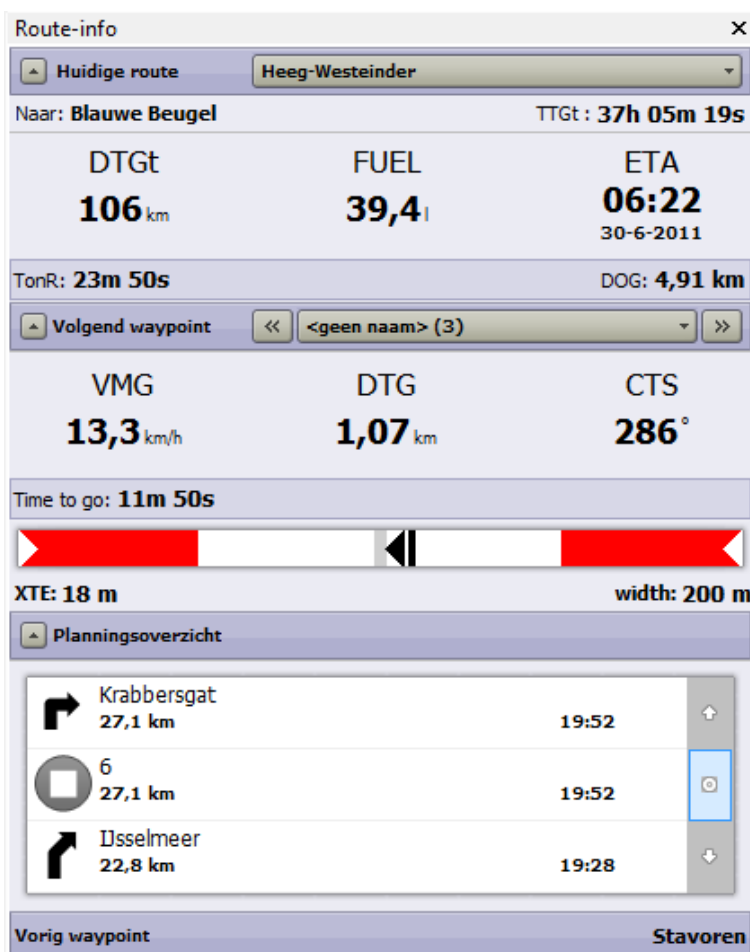 Route-info
Huidige route Heeg-Westeinder
Naar: Blauwe Beugel TTGt : 37h 05m 19s
DTGt FUEL ETA
106 km 39,4 l 06:22
30-6-2011
TonR: 23m 50s DOG: 4,91 km
Volgend waypoint << <geen naam> (3) >>
VMG DTG CTS
13,3 km/h 1,07 km 286°
Time to go: 11m 50s
XTE: 18 m width: 200 m
Planningsoverzicht
Krabbersgat
27,1 km 19:52
6
27,1 km 19:52
IJsselmeer
22,8 km 19:28
Vorig waypoint Stavoren